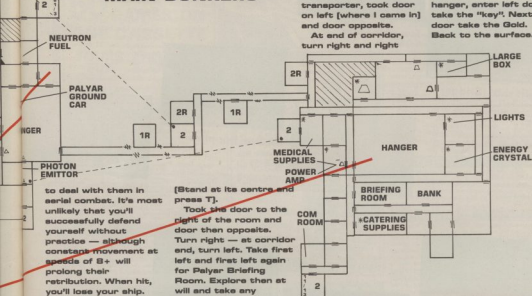 transporter, took door
on left [where I came in]
and door opposite.
At end of corridor,
turn right and right
take the "key". Next
door take the Gold.
Back to the surface
2
NEUTRON
FUEL
PALYAR
GROUND
CAR
PHOTON
EMITTOR
2R
1R
2
2R
1R
2
MEDICAL
SUPPLIES
POWER
AMP
HANGER
LARGE
BOX
LIGHTS
ENERGY
CRYSTAL
BRIEFING
ROOM
BANK
*CATERING
SUPPLIES
COM
ROOM
2
to deal with them in
aerial combat. It's most
unlikely that you'll
successfully defend
yourself without
practice — although
constant movement at
speeds of 8+ will
prolong their
retribution. When hit,
you'll lose your ship.
[Stand at its centre and
press T].
Took the door to the
right of the room and
door then opposite.
Turn right — at corridor
end, turn left. Take first
left and first left again
for Palyar Briefing
Room. Explore then at
will and take any